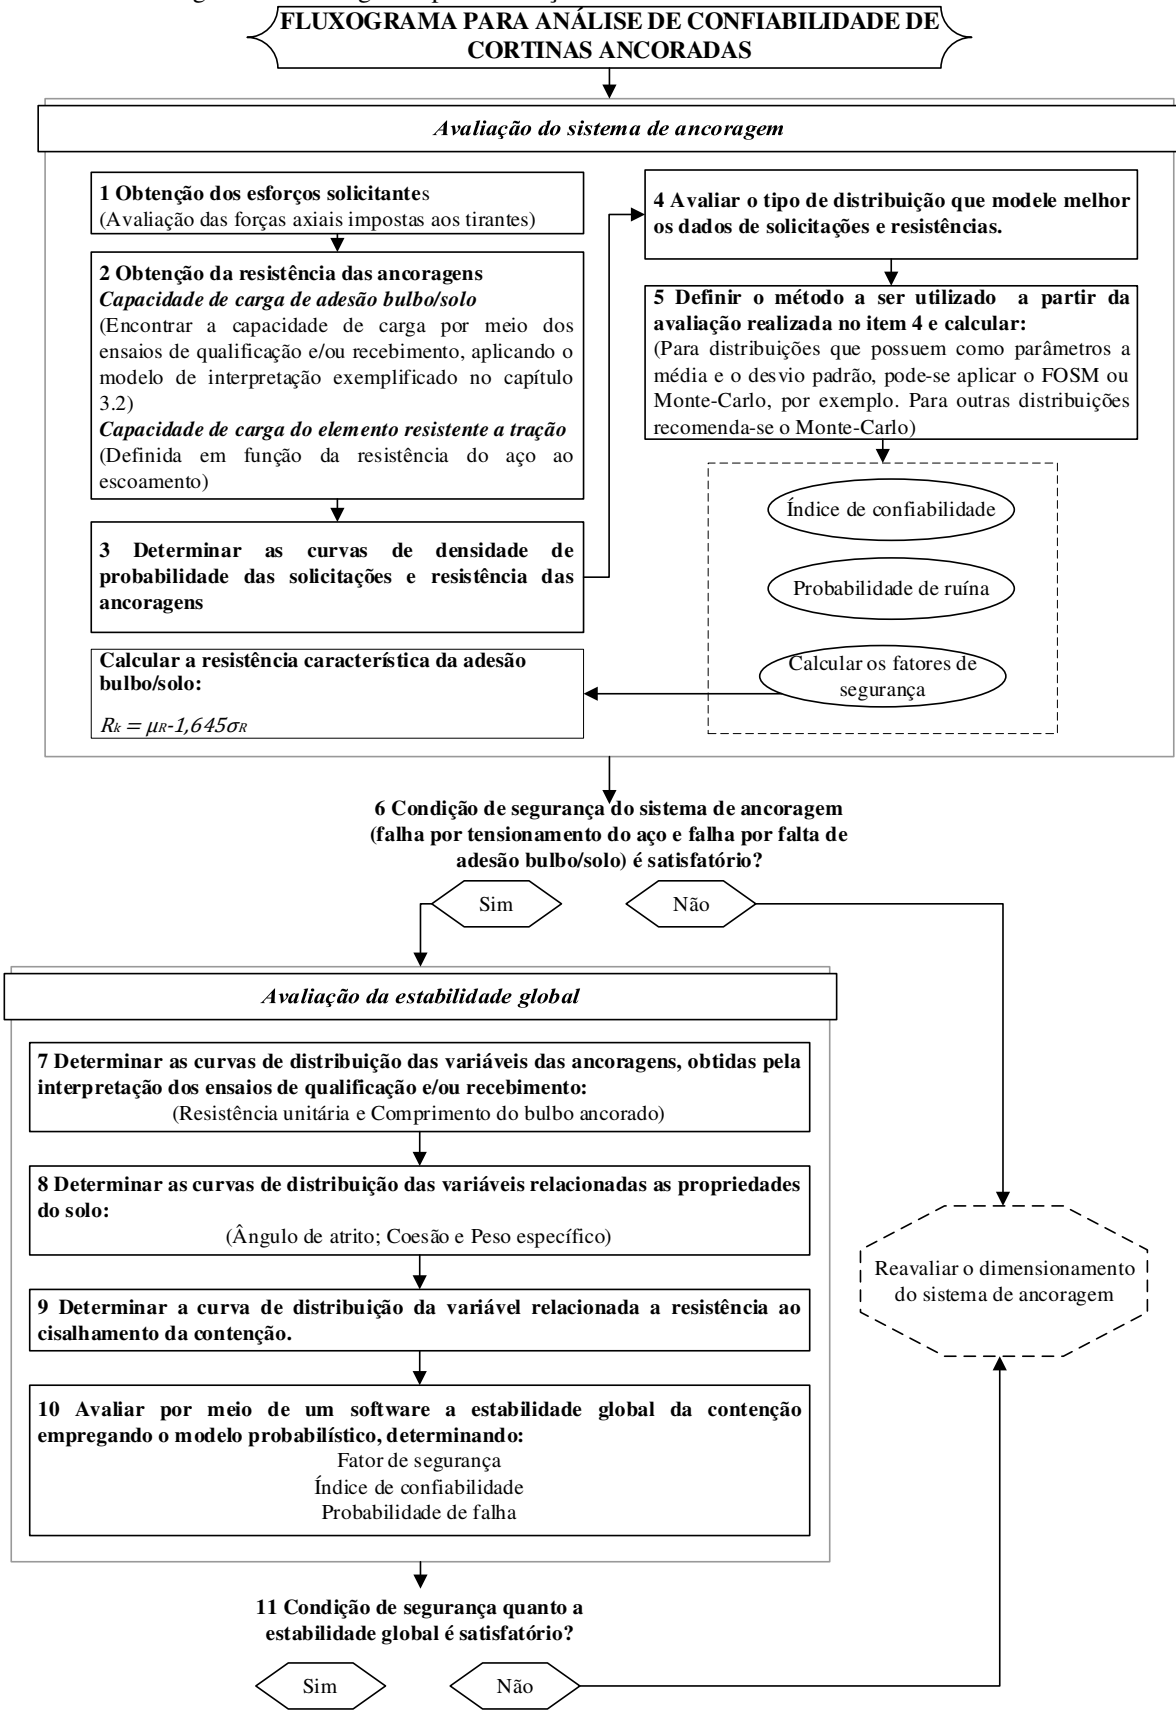 FLUXOGRAMA PARA ANÁLISE DE CONFIABILIDADE DE
CORTINAS ANCORADAS
Avaliação do sistema de ancoragem
1 Obtenção dos esforços solicitantes
(Avaliação das forças axiais impostas aos tirantes)
2 Obtenção da resistência das ancoragens
Capacidade de carga de adesão bulbo/solo
(Encontrar a capacidade de carga por meio dos
ensaios de qualificação e/ou recebimento, aplicando o
modelo de interpretação exemplificado no capítulo
3.2)
Capacidade de carga do elemento resistente a tração
(Definida em função da resistência do aço ao
escoamento)
3 Determinar as curvas de densidade de
probabilidade das solicitações e resistência das
ancoragens
4 Avaliar o tipo de distribuição que modele melhor
os dados de solicitações e resistências.
5 Definir o método a ser utilizado a partir da
avaliação realizada no item 4 e calcular:
(Para distribuições que possuem como parâmetros a
média e o desvio padrão, pode-se aplicar o FOSM ou
Monte-Carlo, por exemplo. Para outras distribuições
recomenda-se o Monte-Carlo)
Índice de confiabilidade
Probabilidade de ruína
Calcular os fatores de
segurança
Calcular a resistência característica da adesão
bulbo/solo:
Rk = μR-1,645σR
6 Condição de segurança do sistema de ancoragem
(falha por tensionamento do aço e falha por falta de
adesão bulbo/solo) é satisfatório?
Sim
Não
Avaliação da estabilidade global
7 Determinar as curvas de distribuição das variáveis das ancoragens, obtidas pela
interpretação dos ensaios de qualificação e/ou recebimento:
(Resistência unitária e Comprimento do bulbo ancorado)
8 Determinar as curvas de distribuição das variáveis relacionadas as propriedades
do solo:
(Ângulo de atrito; Coesão e Peso específico)
9 Determinar a curva de distribuição da variável relacionada a resistência ao
cisalhamento da contenção.
10 Avaliar por meio de um software a estabilidade global da contenção
empregando o modelo probabilístico, determinando:
Fator de segurança
Índice de confiabilidade
Probabilidade de falha
Reavaliar o dimensionamento
do sistema de ancoragem
11 Condição de segurança quanto a
estabilidade global é satisfatório?
Sim
Não